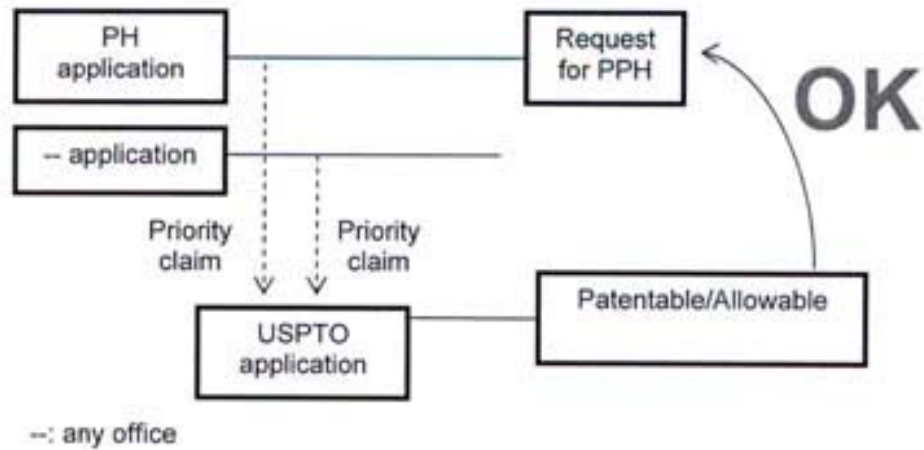 PH
application
Request
for PPH
OK
-- application
Priority
claim
Priority
claim
Patentable/Allowable
USPTO
application
--: any office